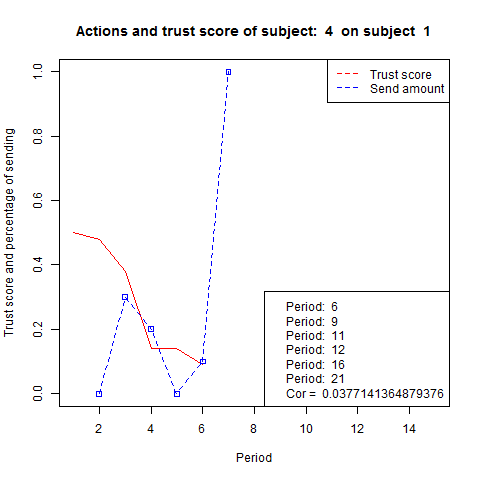 Actions and trust score of subject:  4  on subject  1
Trust score
Send amount
Trust score and percentage of sending
1.0
0.8
0.6
0.4
0.2
0.0
Period:  6
Period:  9
Period:  11
Period:  12
Period:  16
Period:  21
Cor =  0.0377141364879376
2 4 6 8 10 12 14
Period